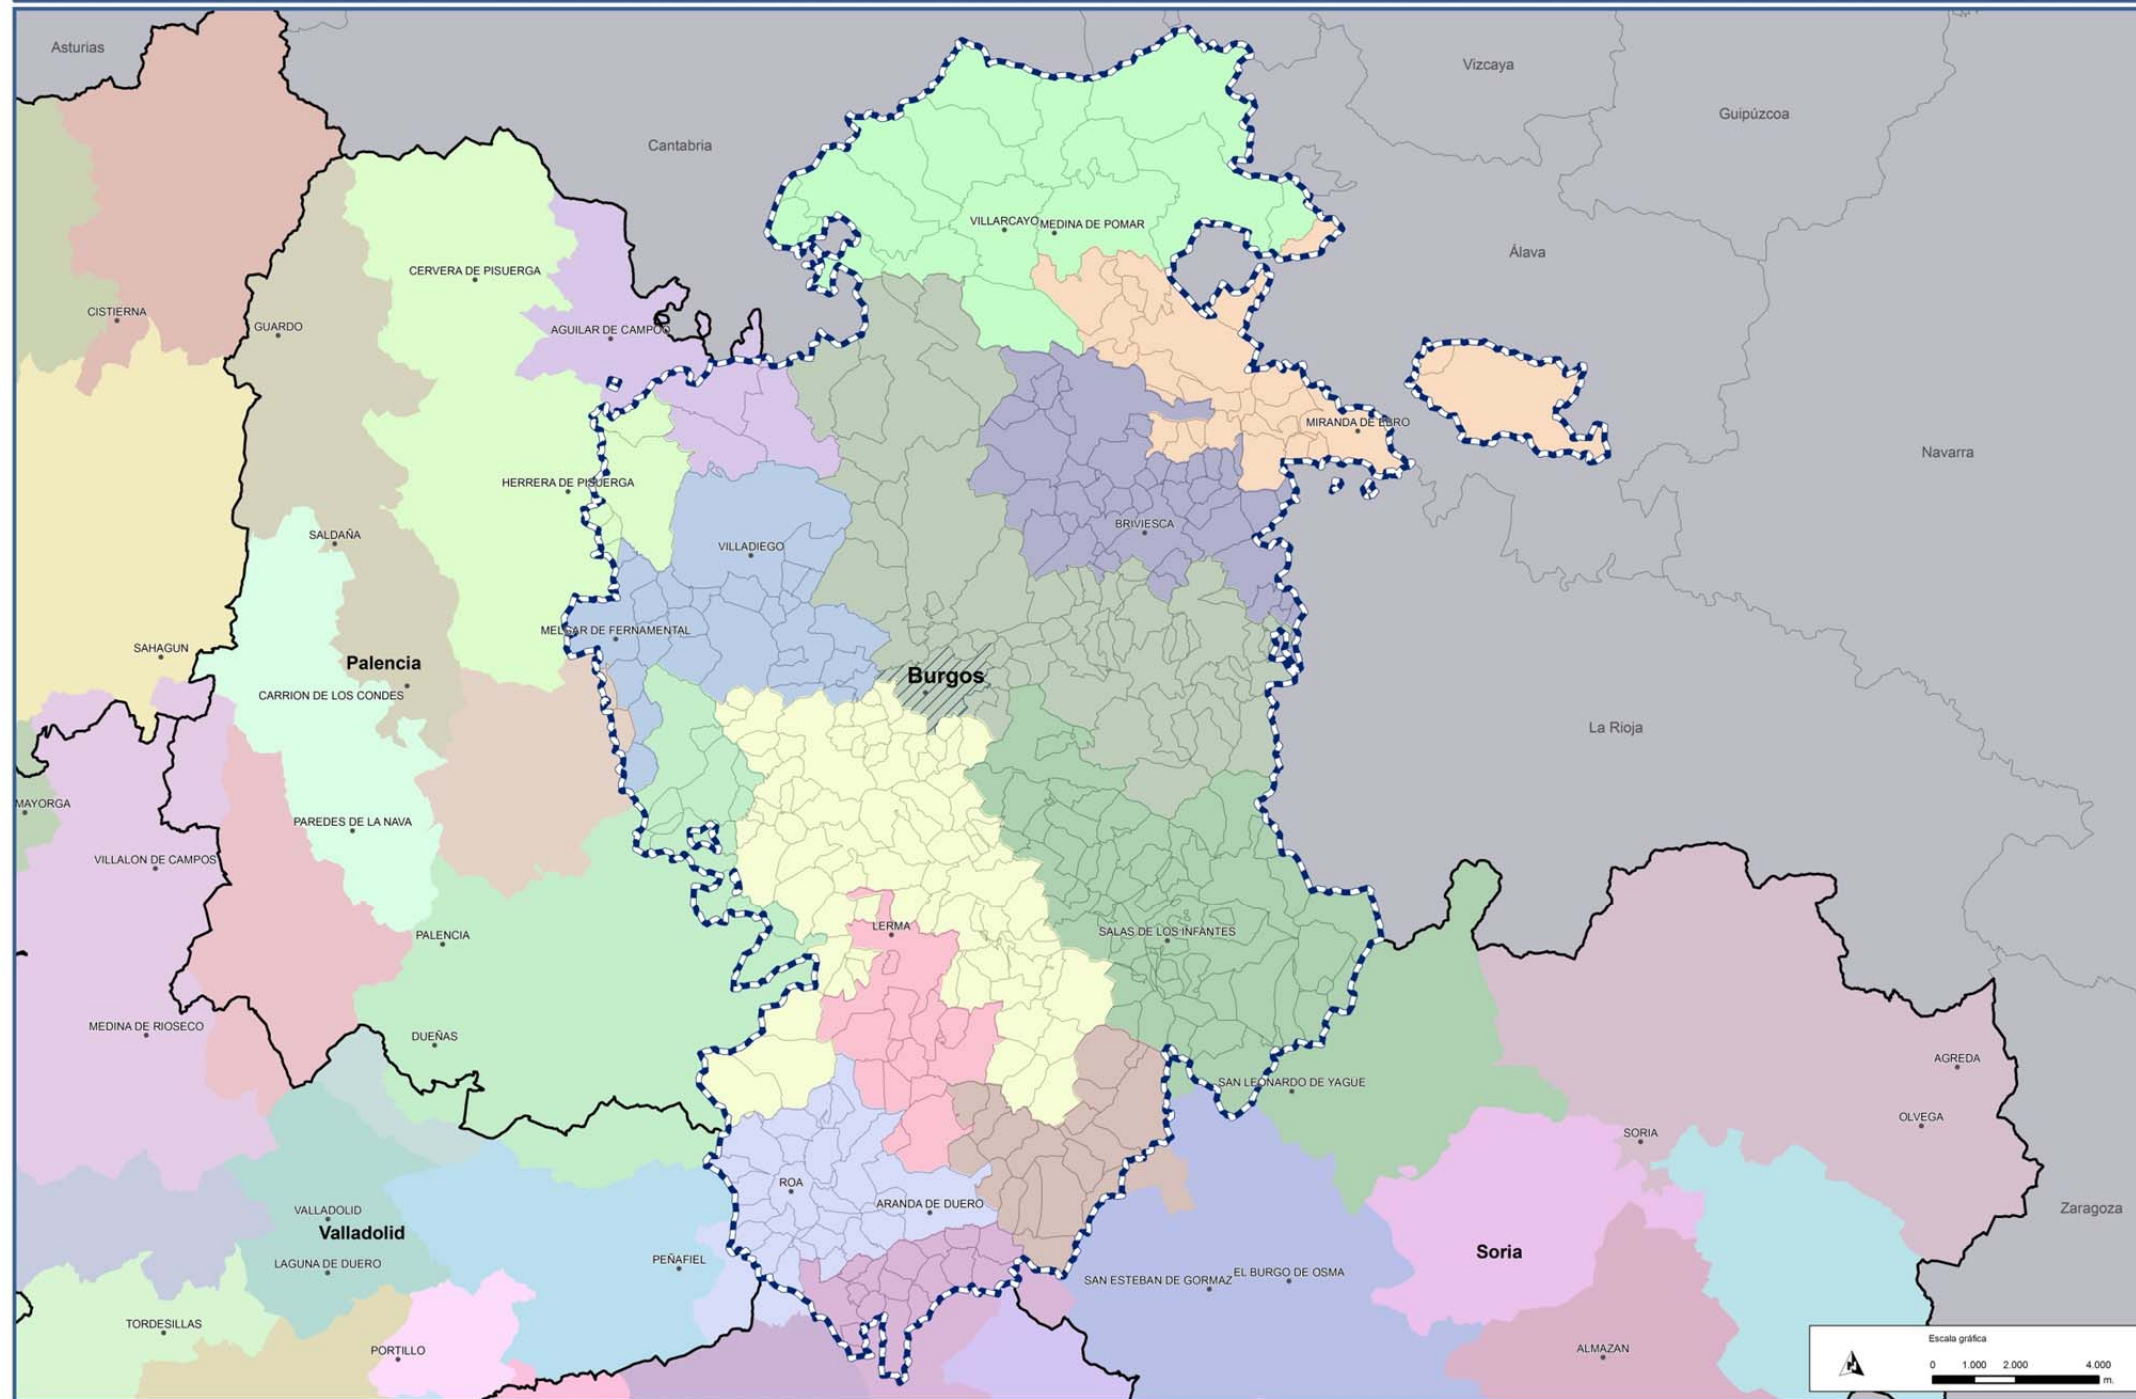 Asturias
Vizcaya
Guipúzcoa
Cantabria
VILLARCAYO
MEDINA DE POMAR
Álava
CERVERA DE PISUERGA
CISTIERNA
GUARDO
AGUILAR DE CAMPOO
MIRANDA DE EBRO
Navarra
HERRERA DE PISUERGA
BRIVIESCA
SALDAÑA
VILLADIEGO
MELGAR DE FERNAMENTAL
SAHAGUN
Palencia
Burgos
CARRION DE LOS CONDES
La Rioja
MAYORGA
PAREDES DE LA NAVA
VILLALON DE CAMPOS
LERMA
SALAS DE LOS INFANTES
PALENCIA
MEDINA DE RIOSECO
DUEÑAS
AGREDA
SAN LEONARDO DE YAGUE
OLVEGA
SORIA
ROA
ARANDA DE DUERO
VALLADOLID
Zaragoza
Valladolid
Soria
PEÑAFIEL
LAGUNA DE DUERO
SAN ESTEBAN DE GORMAZ
EL BURGO DE OSMA
TORDESILLAS
PORTILLO
ALMAZAN
Escala gráfica
N
0 1.000 2.000 4.000
m.